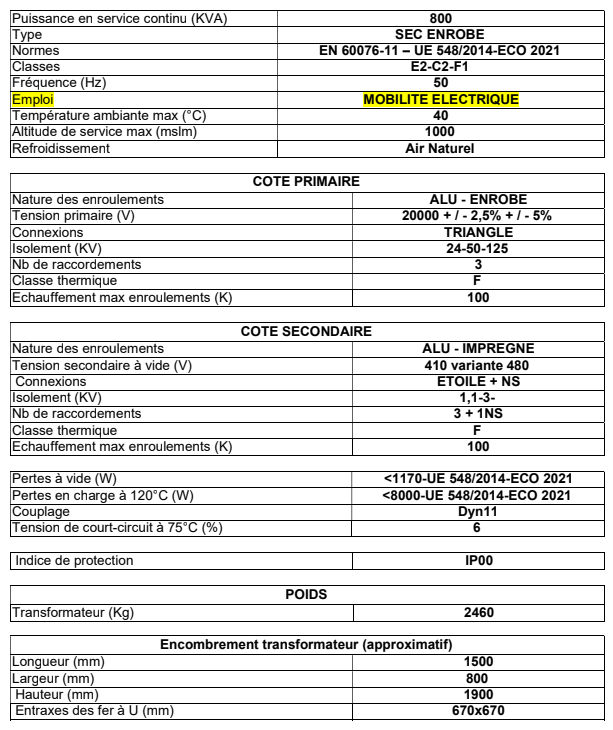 Puissance en service continu (KVA) 800
Type SEC ENROBE
Normes EN 60076-11 – UE 548/2014-ECO 2021
Classes E2-C2-F1
Fréquence (Hz) 50
Emploi MOBILITE ELECTRIQUE
Température ambiante max (°C) 40
Altitude de service max (mslm) 1000
Refroidissement Air Naturel
COTE PRIMAIRE
Nature des enroulements ALU - ENROBE
Tension primaire (V) 20000 + / - 2,5% + / - 5%
Connexions TRIANGLE
Isolement (KV) 24-50-125
Nb de raccordements 3
Classe thermique F
Echauffement max enroulements (K) 100
COTE SECONDAIRE
Nature des enroulements ALU - IMPREGNE
Tension secondaire à vide (V) 410 variante 480
Connexions ETOILE + NS
Isolement (KV) 1,1-3-
Nb de raccordements 3 + 1NS
Classe thermique F
Echauffement max enroulements (K) 100
Pertes à vide (W) <1170-UE 548/2014-ECO 2021
Pertes en charge à 120°C (W) <8000-UE 548/2014-ECO 2021
Couplage Dyn11
Tension de court-circuit à 75°C (%) 6
Indice de protection IP00
POIDS
Transformateur (Kg) 2460
Encombrement transformateur (approximatif)
Longueur (mm) 1500
Largeur (mm) 800
Hauteur (mm) 1900
Entraxes des fer à U (mm) 670x670